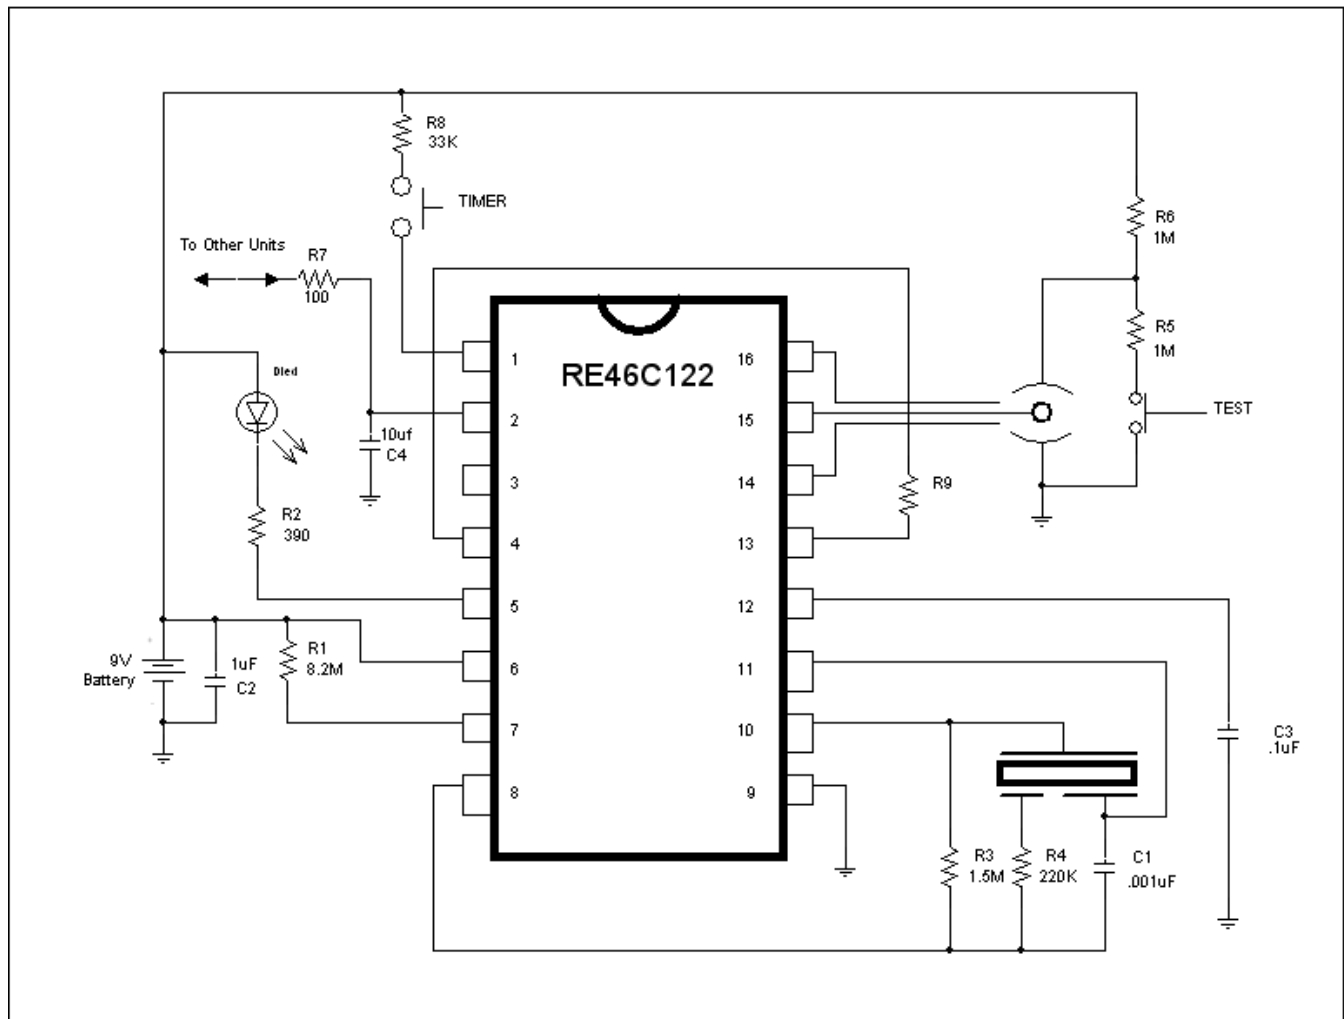 R8
33K
TIMER
To Other Units
R7
100
R6
1M
R5
1M
TEST
Dled
10uf
C4
R2
390
RE46C122
1
2
3
4
5
6
7
8
16
15
14
13
12
11
10
9
R9
9V
Battery
1uF
C2
R1
8.2M
C3
.1uF
R3
1.5M
R4
220K
C1
.001uF